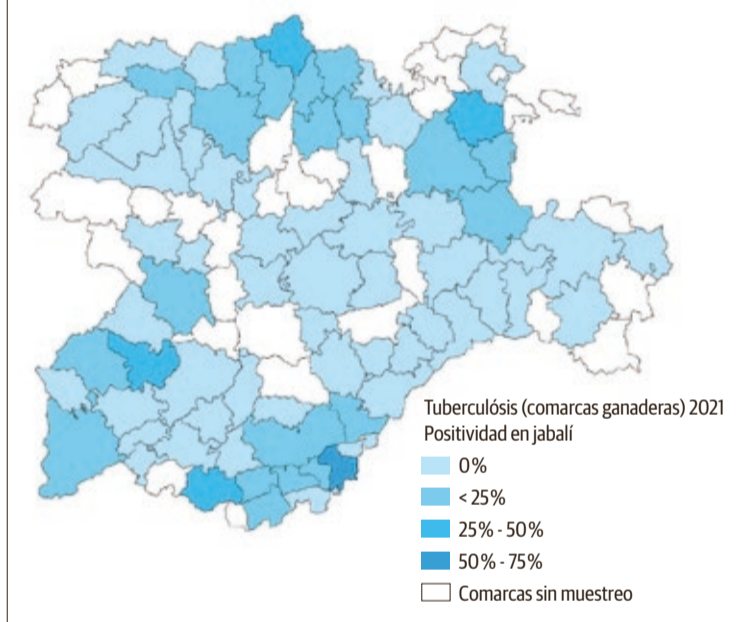 Tuberculósis (comarcas ganaderas) 2021
Positividad en jabalí
0%
< 25%
25% - 50%
50% - 75%
Comarcas sin muestreo